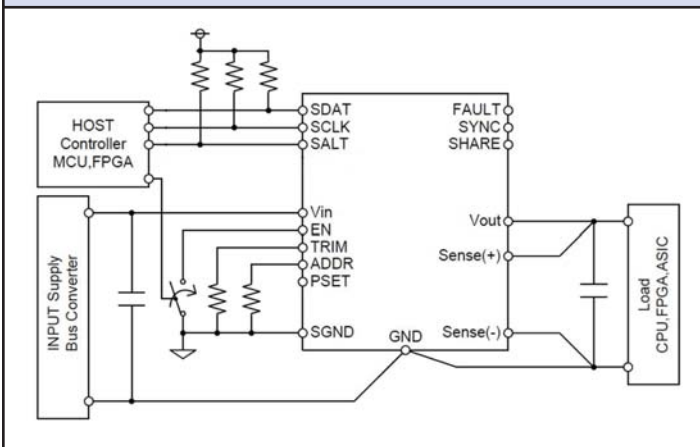 HOST
Controller
MCU,FPGA
SDAT
SCLK
SALT
FAULT
SYNC
SHARE
INPUT Supply
Bus Converter
Vin
EN
TRIM
ADDR
PSET
SGND
GND
Vout
Sense(+)
Sense(-)
Load
CPU,FPGA,ASIC